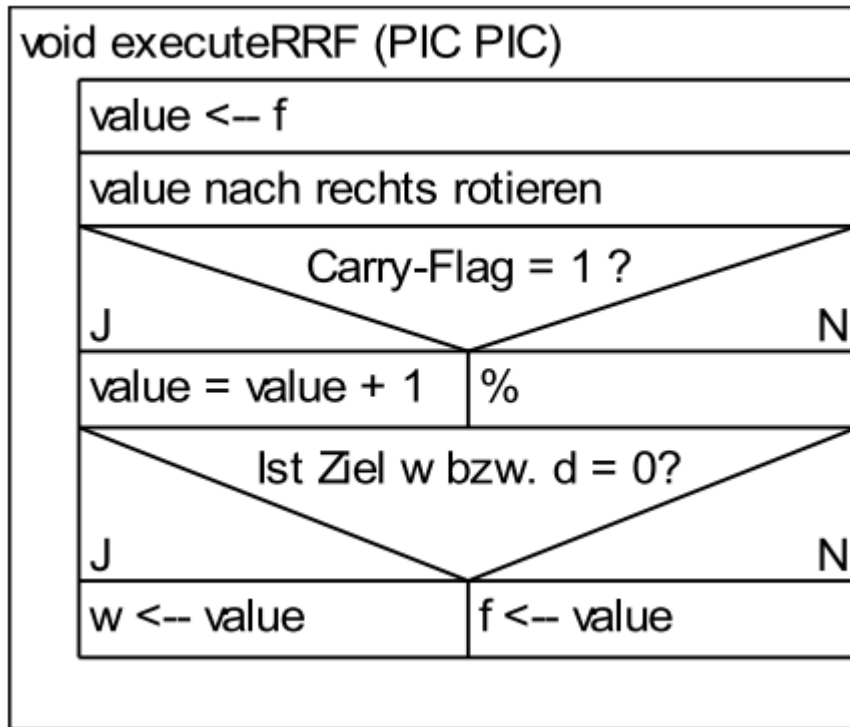 void executeRRF (PIC PIC)
value <-- f
value nach rechts rotieren
Carry-Flag = 1 ?
J
N
value = value + 1
%
Ist Ziel w bzw. d = 0?
J
N
w <-- value
f <-- value